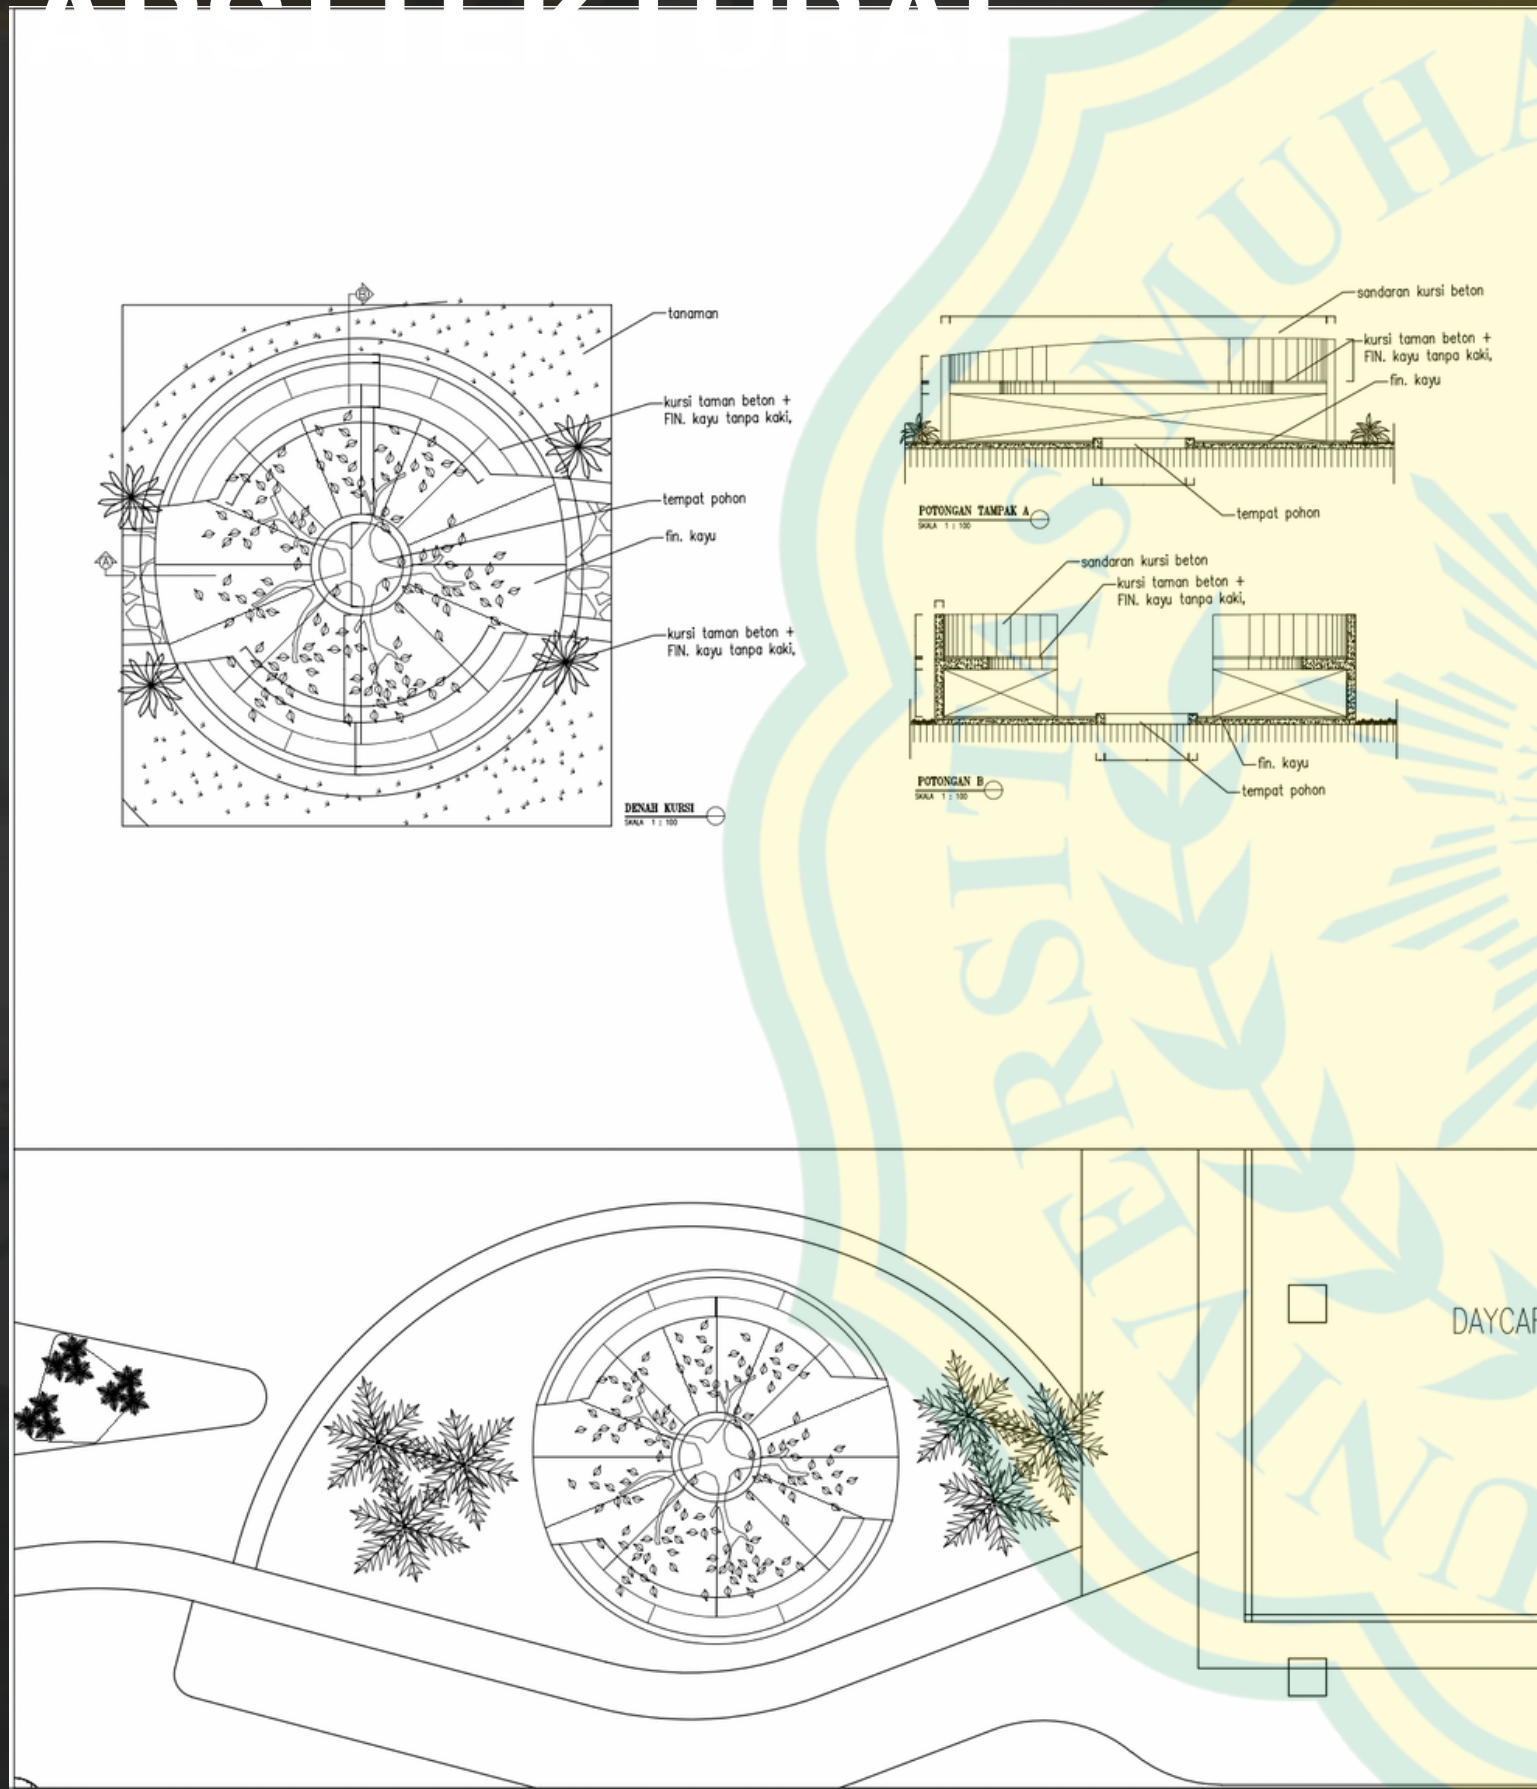 B
tanaman
kursi taman beton +
FIN. kayu tanpa kaki,
tempat pohon
fin. kayu
A
kursi taman beton +
FIN. kayu tanpa kaki,
DENAH KURSI
SKALA 1 : 100
sandaran kursi beton
kursi taman beton +
FIN. kayu tanpa kaki,
fin. kayu
POTONGAN TAMPAK A
SKALA 1 : 100
tempat pohon
sandaran kursi beton
kursi taman beton +
FIN. kayu tanpa kaki,
fin. kayu
POTONGAN B
SKALA 1 : 100
tempat pohon
DAYCAR
UNIVERSITAS MUHA